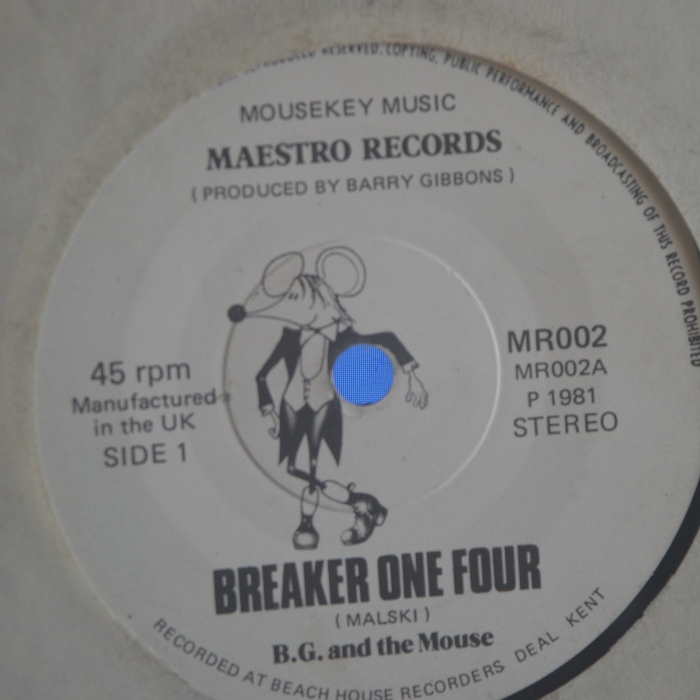 RESERVED. COPYING, PUBLIC PERFORMANCE AND BROADCASTING OF THIS RECORD PROHIBITED
MOUSEKEY MUSIC
MAESTRO RECORDS
( PRODUCED BY BARRY GIBBONS )
45 rpm
Manufactured
in the UK
SIDE 1
MR002
MR002A
P 1981
STEREO
BREAKER ONE FOUR
( MALSKI )
B.G. and the Mouse
RECORDED AT BEACH HOUSE RECORDERS DEAL KENT